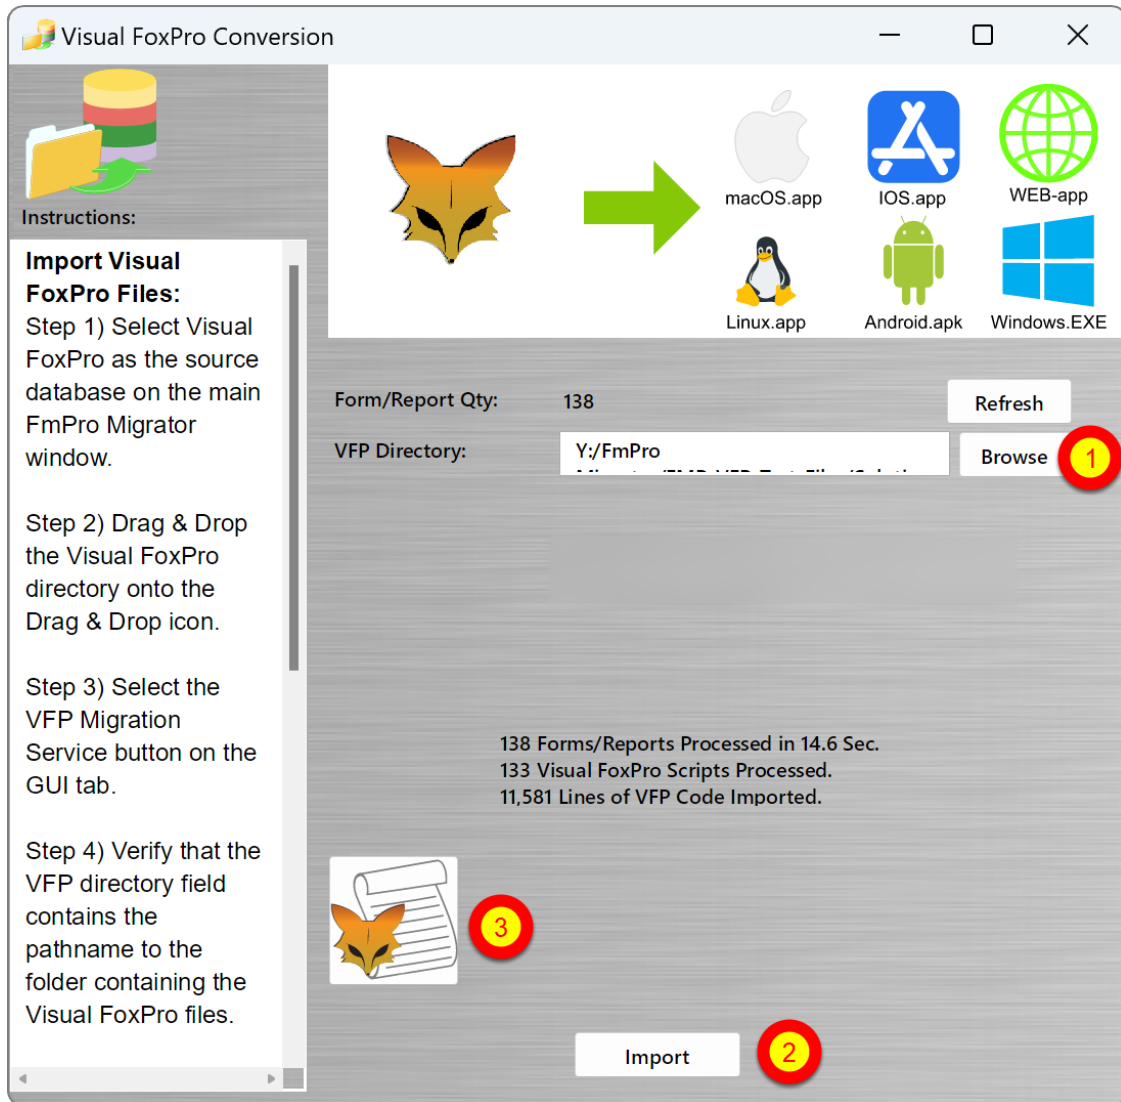 Visual FoxPro Conversion
Instructions:
Import Visual
FoxPro Files:
Step 1) Select Visual
FoxPro as the source
database on the main
FmPro Migrator
window.
Step 2) Drag & Drop
the Visual FoxPro
directory onto the
Drag & Drop icon.
Step 3) Select the
VFP Migration
Service button on the
GUI tab.
Step 4) Verify that the
VFP directory field
contains the
pathname to the
folder containing the
Visual FoxPro files.
macOS.app
IOS.app
WEB-app
Linux.app
Android.apk
Windows.EXE
Form/Report Qty:
138
Refresh
VFP Directory:
Y:/FmPro
Browse
1
138 Forms/Reports Processed in 14.6 Sec.
133 Visual FoxPro Scripts Processed.
11,581 Lines of VFP Code Imported.
3
Import
2